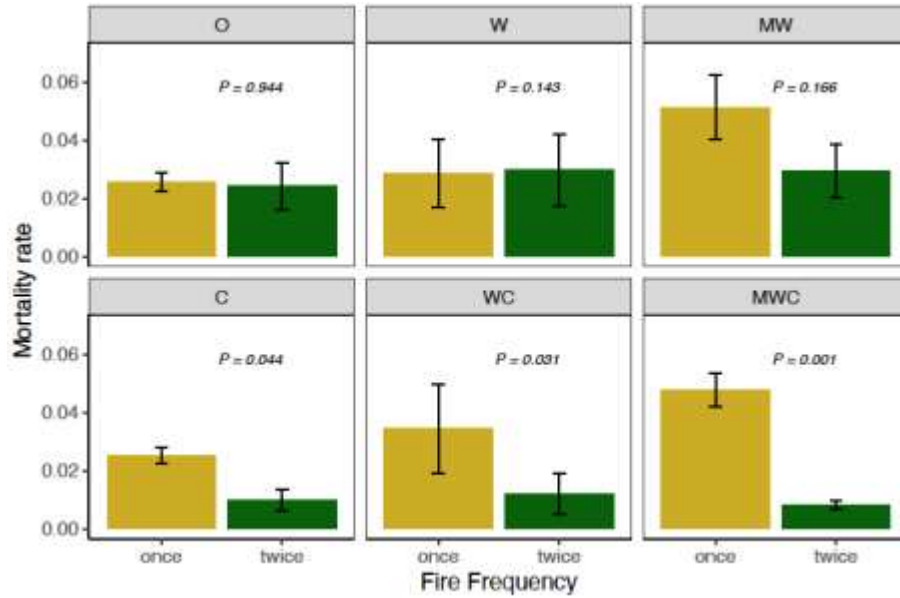 O W MW
P = 0.944 P = 0.143 P = 0.166
0.06
0.04
0.02
0.00
C WC MWC
P = 0.044 P = 0.031 P = 0.001
0.06
0.04
0.02
0.00
Mortality rate
once twice once twice once twice
Fire Frequency